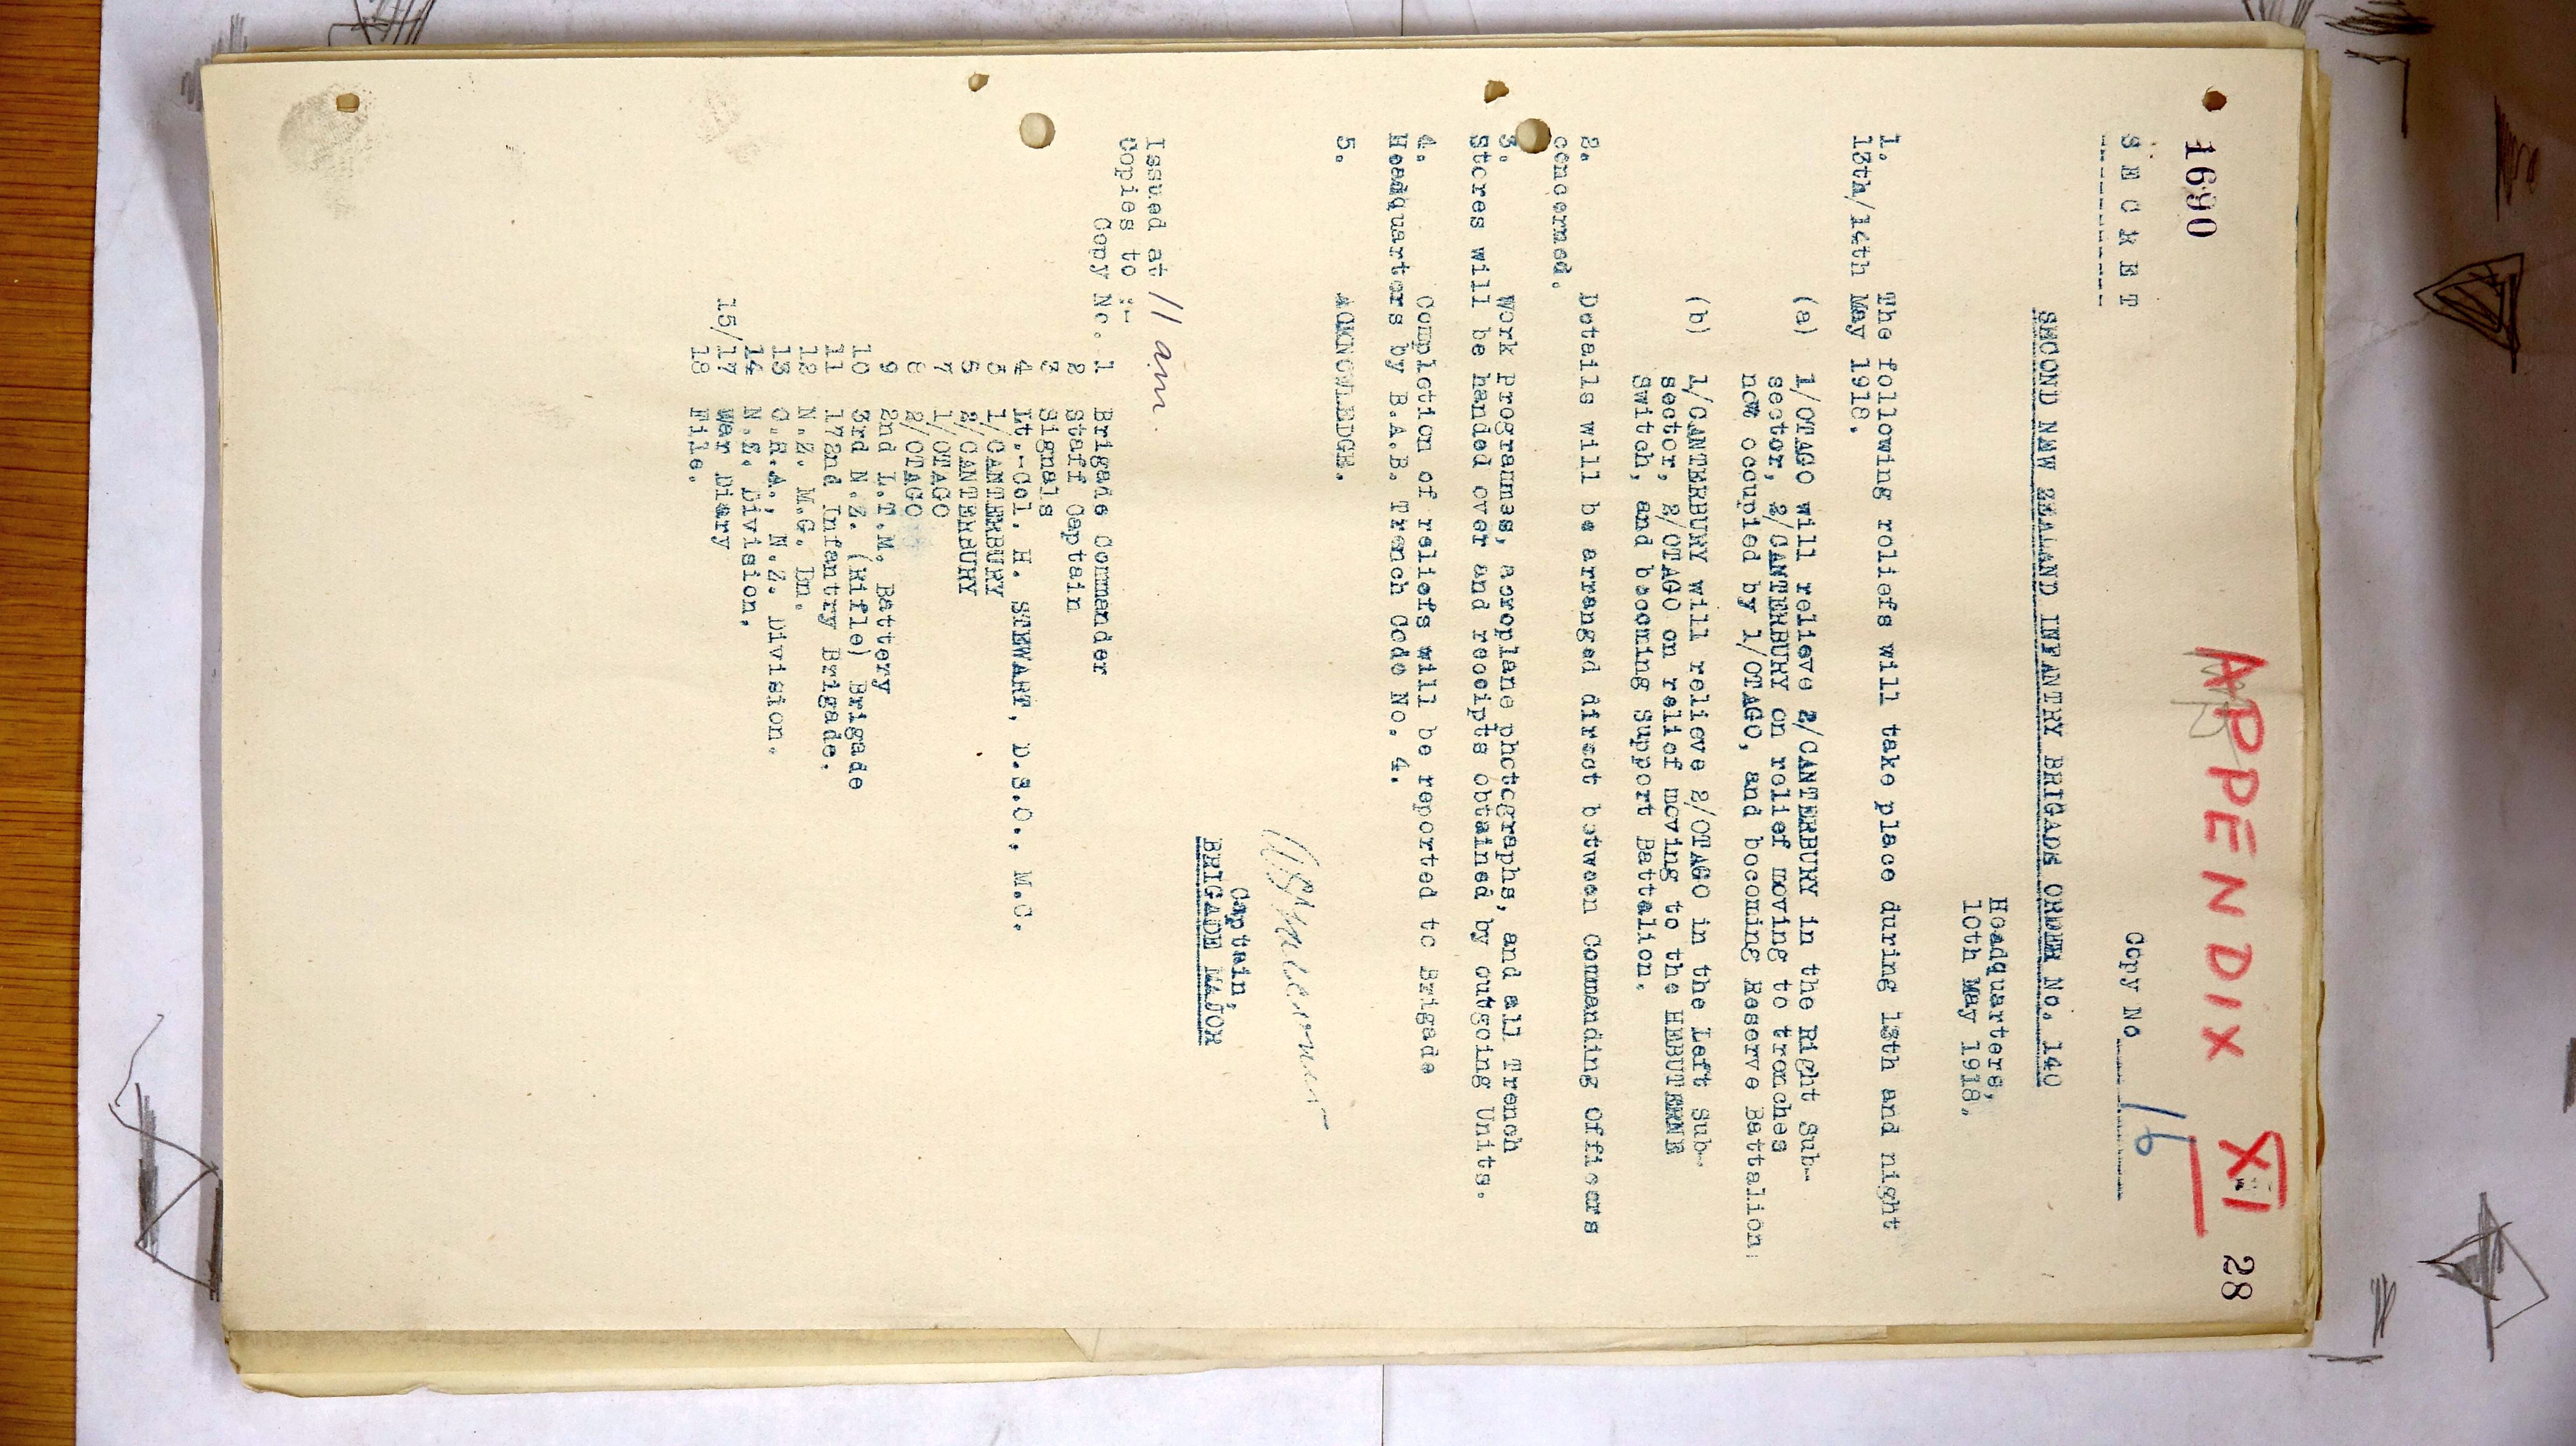 1690
APPENDIX XI
28
SECRET
Copy No 16
SECOND NEW ZEALAND INFANTRY BRIGADE ORDER No. 140
Headquarters,
10th May 1918.
1. The following reliefs will take place during 13th and night
13th/14th May 1918.
(a) 1/OTAGO will relieve 2/CANTERBURY in the Right Sub-
sector, 2/CANTERBURY on relief moving to trenches
now occupied by 1/OTAGO, and becoming Reserve Battalion;
(b) 1/CANTERBURY will relieve 2/OTAGO in the Left Sub-
sector, 2/OTAGO on relief moving to the HEBUTERNE
Switch, and becoming Support Battalion.
2. Details will be arranged direct between Commanding Officers
concerned.
3. Work programmes, aeroplane photographs, and all Trench
Stores will be handed over and receipts obtained by outgoing Units.
4. Completion of reliefs will be reported to Brigade
Headquarters by B.A.B. Trench Code No. 4.
5. ACKNOWLEDGE.
Captain,
BRIGADE MAJOR
Issued at 11 am.
Copies to :-
Copy No. 1 Brigade Commander
2 Staff Captain
3 Signals
4 Lt.-Col. H. STEWART, D.S.O., M.C.
5 1/CANTERBURY
6 2/CANTERBURY
7 1/OTAGO
8 2/OTAGO
9 2nd L.T.M. Battery
10 3rd N.Z. (Rifle) Brigade
11 172nd Infantry Brigade.
12 N.Z. M.G. Bn.
13 C.R.A., N.Z. Division.
14 N.Z. Division.
15/17 War Diary
18 File.